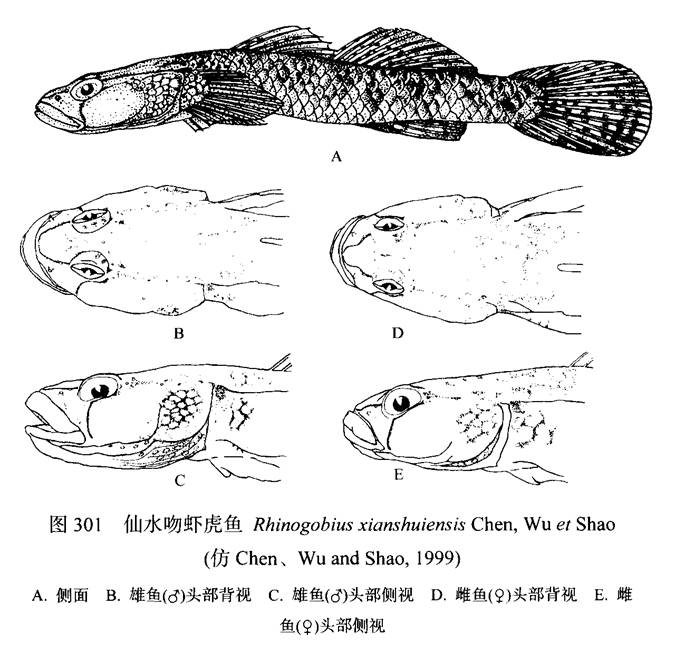 A
B
D
C
E
图 301 仙水吻虾虎鱼 Rhinogobius xianshuiensis Chen, Wu et Shao
(仿 Chen、Wu and Shao, 1999)
A. 侧面 B. 雄鱼(♂)头部背视 C. 雄鱼(♂)头部侧视 D. 雌鱼(♀)头部背视 E. 雌
鱼(♀)头部侧视